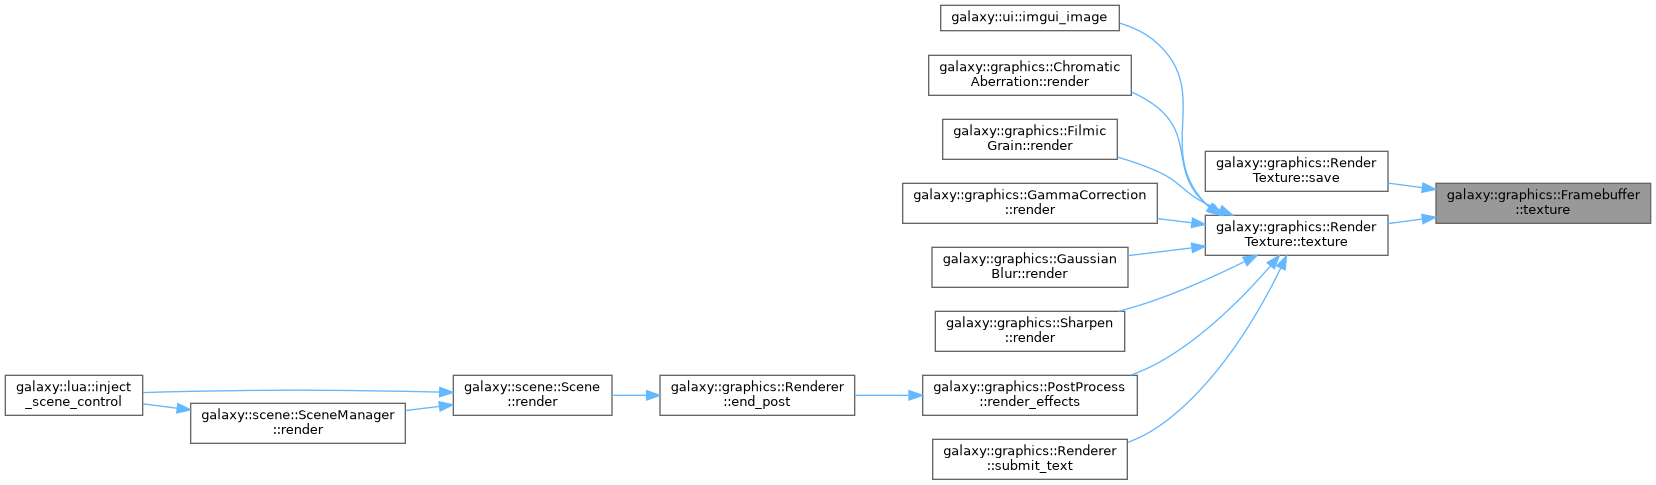 galaxy::ui::imgui_image
galaxy::graphics::Chromatic
Aberration::render
galaxy::graphics::Filmic
Grain::render
galaxy::graphics::Render
Texture::save
galaxy::graphics::GammaCorrection
::render
galaxy::graphics::Framebuffer
::texture
galaxy::graphics::Render
Texture::texture
galaxy::graphics::Gaussian
Blur::render
galaxy::graphics::Sharpen
::render
galaxy::lua::inject
_scene_control
galaxy::scene::SceneManager
::render
galaxy::scene::Scene
::render
galaxy::graphics::Renderer
::end_post
galaxy::graphics::PostProcess
::render_effects
galaxy::graphics::Renderer
::submit_text